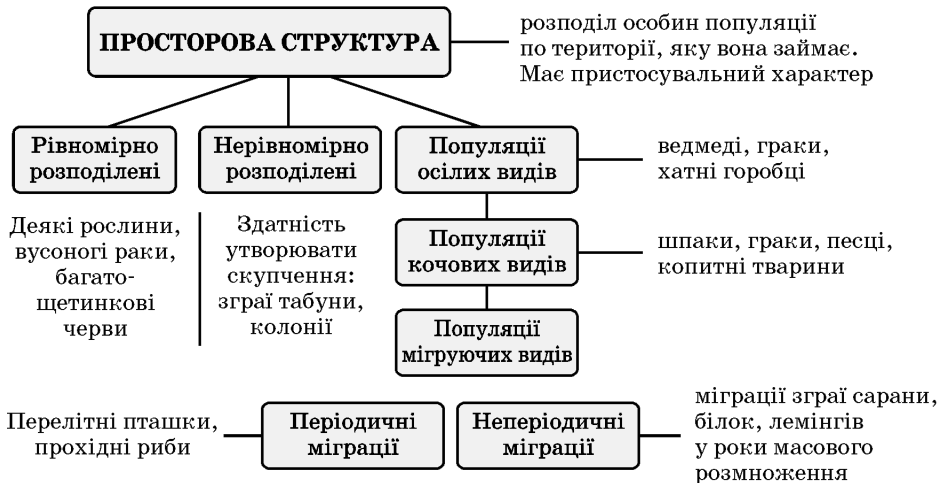 ПРОСТОРОВА СТРУКТУРА
розподіл особин популяції
по території, яку вона займає.
Має пристосувальний характер
Рівномірно
розподілені
Нерівномірно
розподілені
Популяції
осілих видів
ведмеді, граки,
хатні горобці
Деякі рослини,
вусоногі раки,
багато-
щетинкові
черви
Здатність
утворювати
скупчення:
зграї табуни,
колонії
Популяції
кочових видів
шпаки, граки, песці,
копитні тварини
Популяції
мігруючих видів
Перелітні пташки,
прохідні риби
Періодичні
міграції
Неперіодичні
міграції
міграції зграї сарани,
білок, лемінгів
у роки масового
розмноження